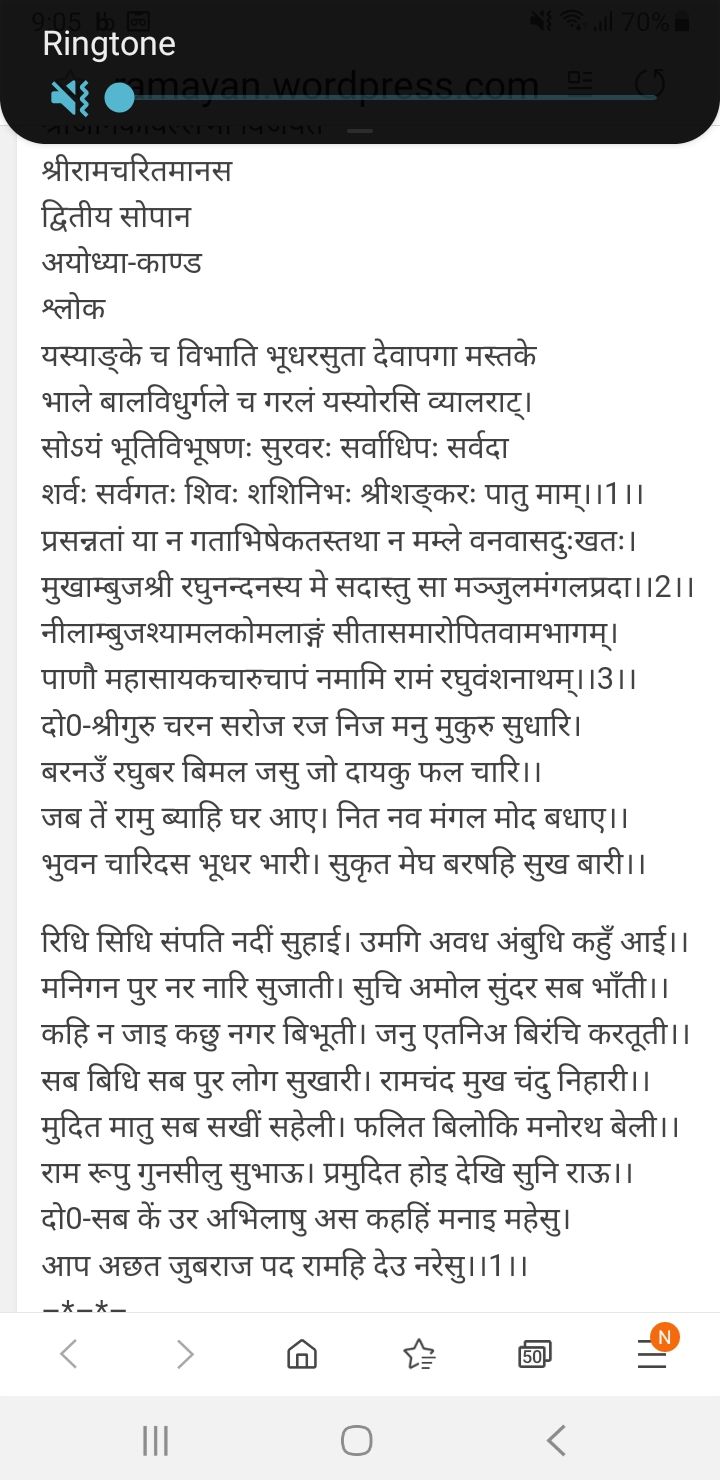 9:05
70%
Ringtone
ramayan.wordpress.com
श्रीरामचरितमानस
द्वितीय सोपान
अयोध्या-काण्ड
श्लोक
यस्याङ्के च विभाति भूधरसुता देवापगा मस्तके
भाले बालविधुर्गले च गरलं यस्योरसि व्यालराट्।
सोऽयं भूतिविभूषणः सुरवरः सर्वाधिपः सर्वदा
शर्वः सर्वगतः शिवः शशिनिभः श्रीशङ्करः पातु माम्।।1।।
प्रसन्नतां या न गताभिषेकतस्तथा न मम्ले वनवासदुःखतः।
मुखाम्बुजश्री रघुनन्दनस्य मे सदास्तु सा मञ्जुलमंगलप्रदा।।2।।
नीलाम्बुजश्यामलकोमलाङ्गं सीतासमारोपितवामभागम्।
पाणौ महासायकचारुचापं नमामि रामं रघुवंशनाथम्।।3।।
दो0-श्रीगुरु चरन सरोज रज निज मनु मुकुरु सुधारि।
बरनउँ रघुबर बिमल जसु जो दायकु फल चारि।।
जब तें रामु ब्याहि घर आए। नित नव मंगल मोद बधाए।।
भुवन चारिदस भूधर भारी। सुकृत मेघ बरषहि सुख बारी।।
रिधि सिधि संपति नदीं सुहाई। उमगि अवध अंबुधि कहुँ आई।।
मनिगन पुर नर नारि सुजाती। सुचि अमोल सुंदर सब भाँती।।
कहि न जाइ कछु नगर बिभूती। जनु एतनिअ बिरंचि करतूती।।
सब बिधि सब पुर लोग सुखारी। रामचंद मुख चंदु निहारी।।
मुदित मातु सब सखीं सहेली। फलित बिलोकि मनोरथ बेली।।
राम रूपु गुनसीलु सुभाऊ। प्रमुदित होइ देखि सुनि राऊ।।
दो0-सब कें उर अभिलाषु अस कहहिं मनाइ महेसु।
आप अछत जुबराज पद रामहि देउ नरेसु।।1।।
–*–*–
50
N